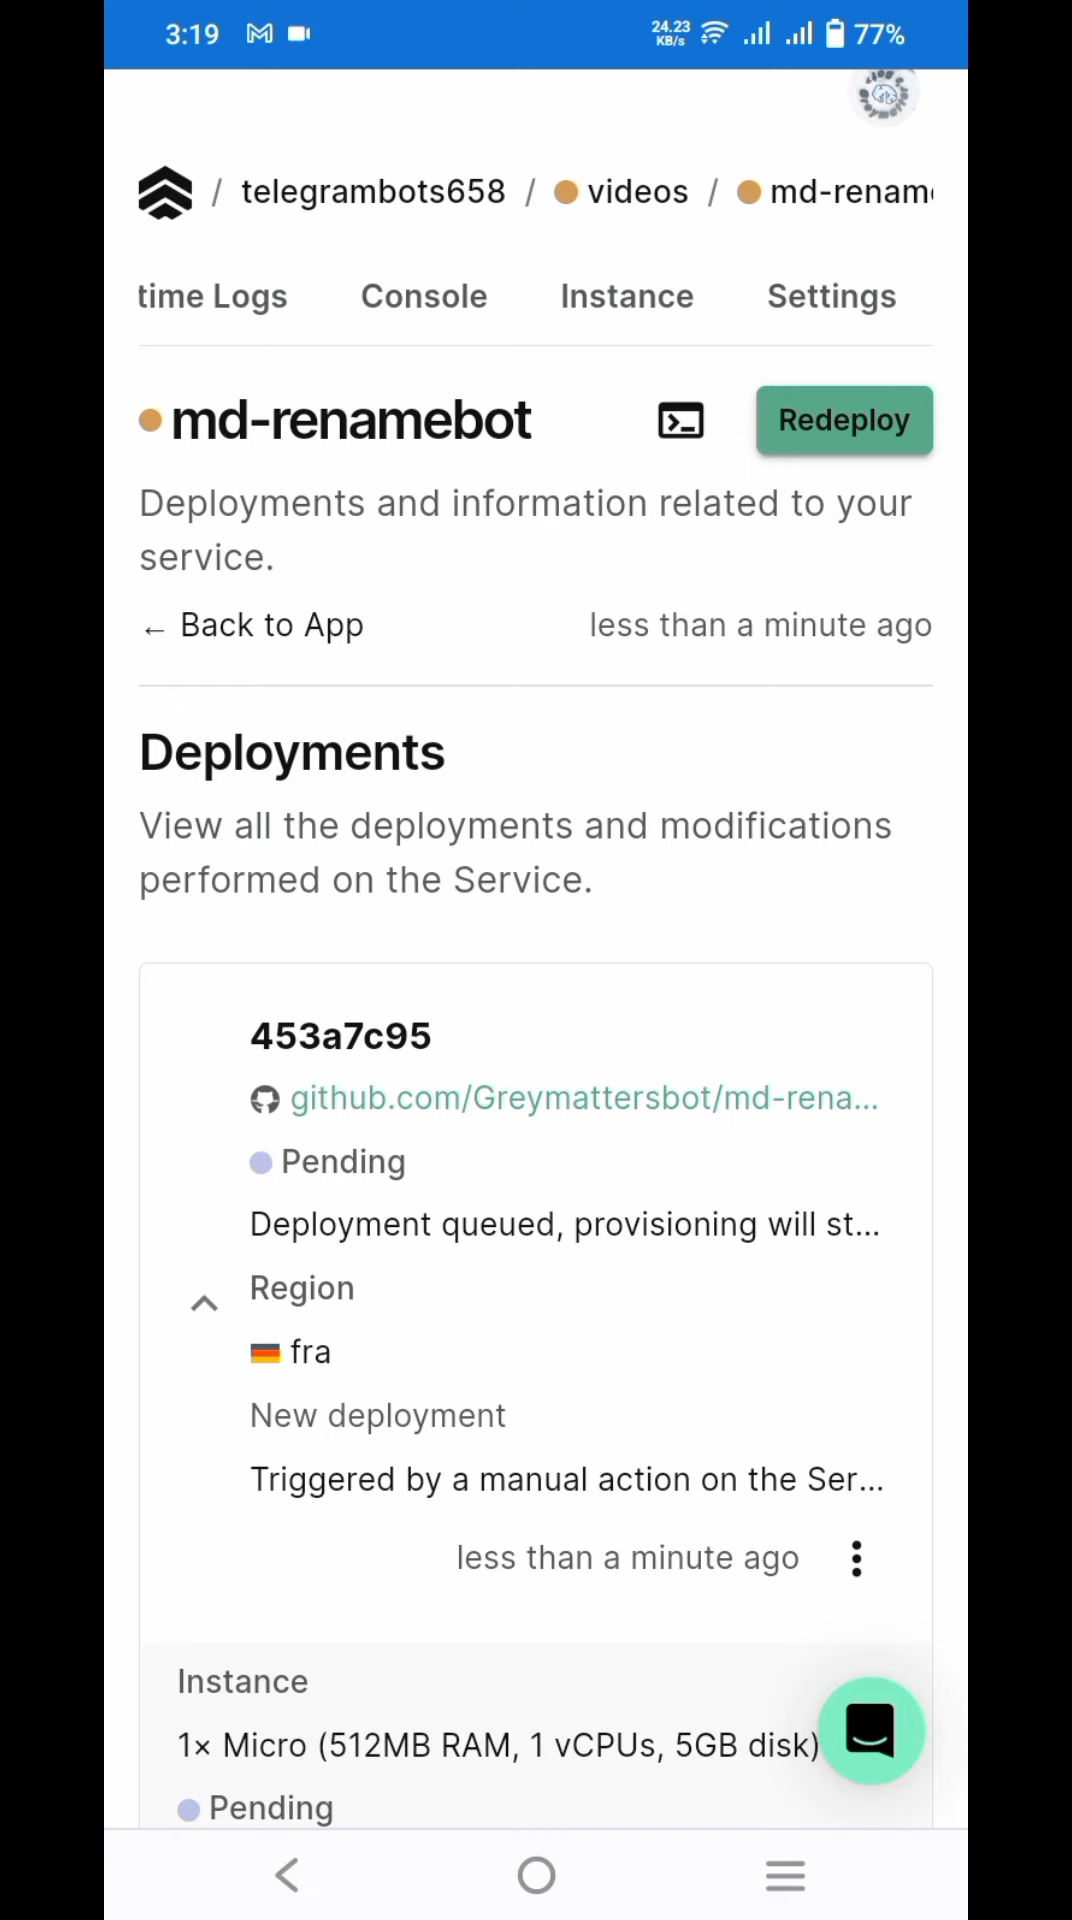 3:19
24.23
KB/s
77%
/ telegrambots658 / videos / md-rename
time Logs Console Instance Settings
md-renamebot Redeploy
Deployments and information related to your
service.
← Back to App less than a minute ago
Deployments
View all the deployments and modifications
performed on the Service.
453a7c95
github.com/Greymattersbot/md-rena...
Pending
Deployment queued, provisioning will st...
Region
fra
New deployment
Triggered by a manual action on the Ser...
less than a minute ago
Instance
1× Micro (512MB RAM, 1 vCPUs, 5GB disk)
Pending